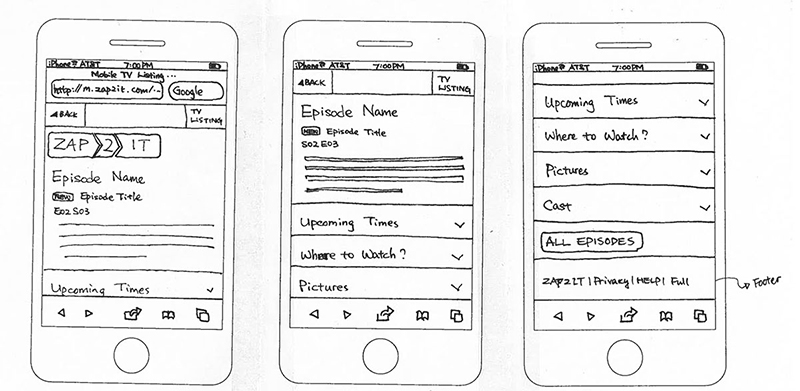 iPhone AT&T 7:00PM
Mobile TV Listing ...
http://m.zap2it.com/... Google
BACK TV LISTING
ZAP 2 IT
Episode Name
New Episode Title
E02 S03
Upcoming Times
iPhone AT&T 7:00PM
BACK TV LISTING
Episode Name
NEW Episode Title
S02 E03
Upcoming Times
Where to Watch?
Pictures
iPhone AT&T 7:00PM
Upcoming Times
Where to Watch?
Pictures
Cast
ALL EPISODES
ZAP2IT | Privacy | HELP | Full
Footer